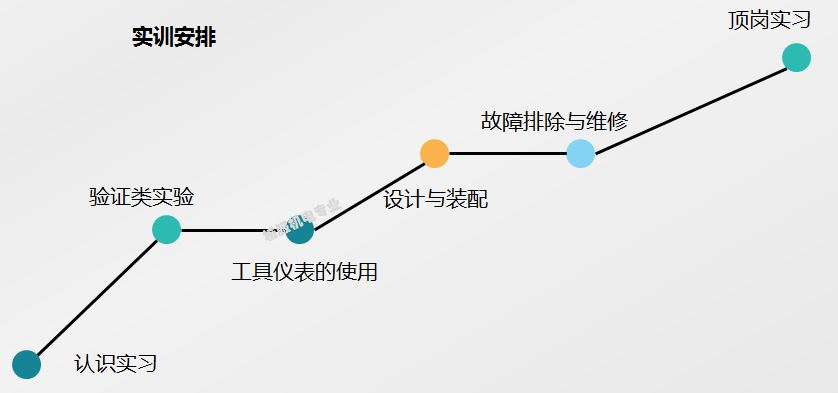 实训安排
顶岗实习
故障排除与维修
验证类实验
设计与装配
工具仪表的使用
认识实习